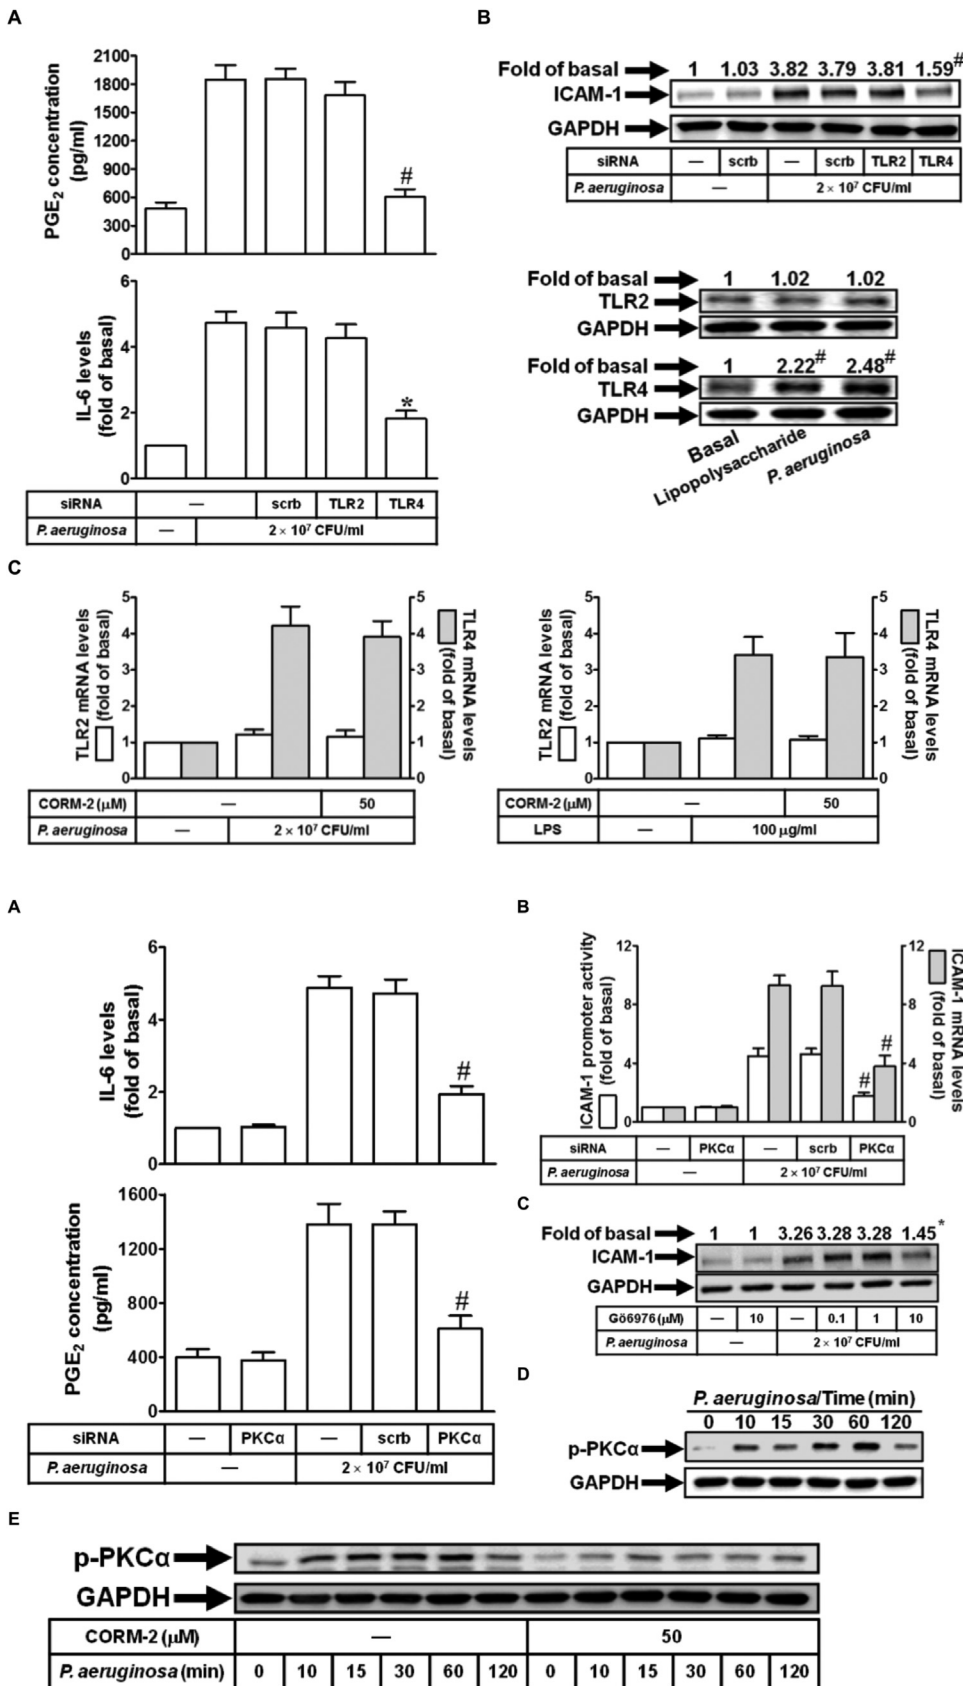 A
PGE2 concentration
(pg/ml)
2100
1800
1500
1200
900
600
300
0
#
IL-6 levels
(fold of basal)
6
4
2
0
*
siRNA — scrb TLR2 TLR4
P. aeruginosa — 2 × 10⁷ CFU/ml
B
Fold of basal 1 1.03 3.82 3.79 3.81 1.59#
ICAM-1
GAPDH
siRNA — scrb — scrb TLR2 TLR4
P. aeruginosa — 2 × 10⁷ CFU/ml
Fold of basal 1 1.02 1.02
TLR2
GAPDH
Fold of basal 1 2.22# 2.48#
TLR4
GAPDH
Basal
Lipopolysaccharide
P. aeruginosa
C
TLR2 mRNA levels
(fold of basal)
5
4
3
2
1
0
5
4
3
2
1
0
TLR4 mRNA levels
(fold of basal)
CORM-2 (μM) — 50
P. aeruginosa — 2 × 10⁷ CFU/ml
TLR2 mRNA levels
(fold of basal)
5
4
3
2
1
0
5
4
3
2
1
0
TLR4 mRNA levels
(fold of basal)
CORM-2 (μM) — 50
LPS — 100 μg/ml
A
IL-6 levels
(fold of basal)
6
4
2
0
#
PGE2 concentration
(pg/ml)
1600
1200
800
400
0
#
siRNA — PKCα — scrb PKCα
P. aeruginosa — 2 × 10⁷ CFU/ml
B
ICAM-1 promoter activity
(fold of basal)
12
8
4
0
# #
12
8
4
0
ICAM-1 mRNA levels
(fold of basal)
siRNA — PKCα — scrb PKCα
P. aeruginosa — 2 × 10⁷ CFU/ml
C
Fold of basal 1 1 3.26 3.28 3.28 1.45*
ICAM-1
GAPDH
Gö6976 (μM) — 10 — 0.1 1 10
P. aeruginosa — 2 × 10⁷ CFU/ml
D
P. aeruginosa/Time (min)
0 10 15 30 60 120
p-PKCα
GAPDH
E
p-PKCα
GAPDH
CORM-2 (μM) — 50
P. aeruginosa (min) 0 10 15 30 60 120 0 10 15 30 60 120